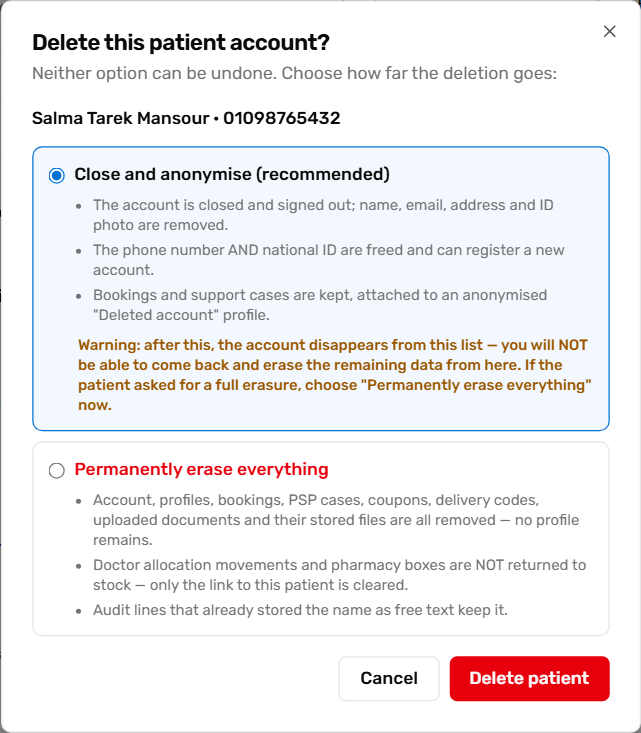 Delete this patient account?
Neither option can be undone. Choose how far the deletion goes:
Salma Tarek Mansour • 01098765432
Close and anonymise (recommended)
• The account is closed and signed out; name, email, address and ID
photo are removed.
• The phone number AND national ID are freed and can register a new
account.
• Bookings and support cases are kept, attached to an anonymised
"Deleted account" profile.
Warning: after this, the account disappears from this list — you will NOT
be able to come back and erase the remaining data from here. If the
patient asked for a full erasure, choose "Permanently erase everything"
now.
Permanently erase everything
• Account, profiles, bookings, PSP cases, coupons, delivery codes,
uploaded documents and their stored files are all removed — no profile
remains.
• Doctor allocation movements and pharmacy boxes are NOT returned to
stock — only the link to this patient is cleared.
• Audit lines that already stored the name as free text keep it.
Cancel
Delete patient